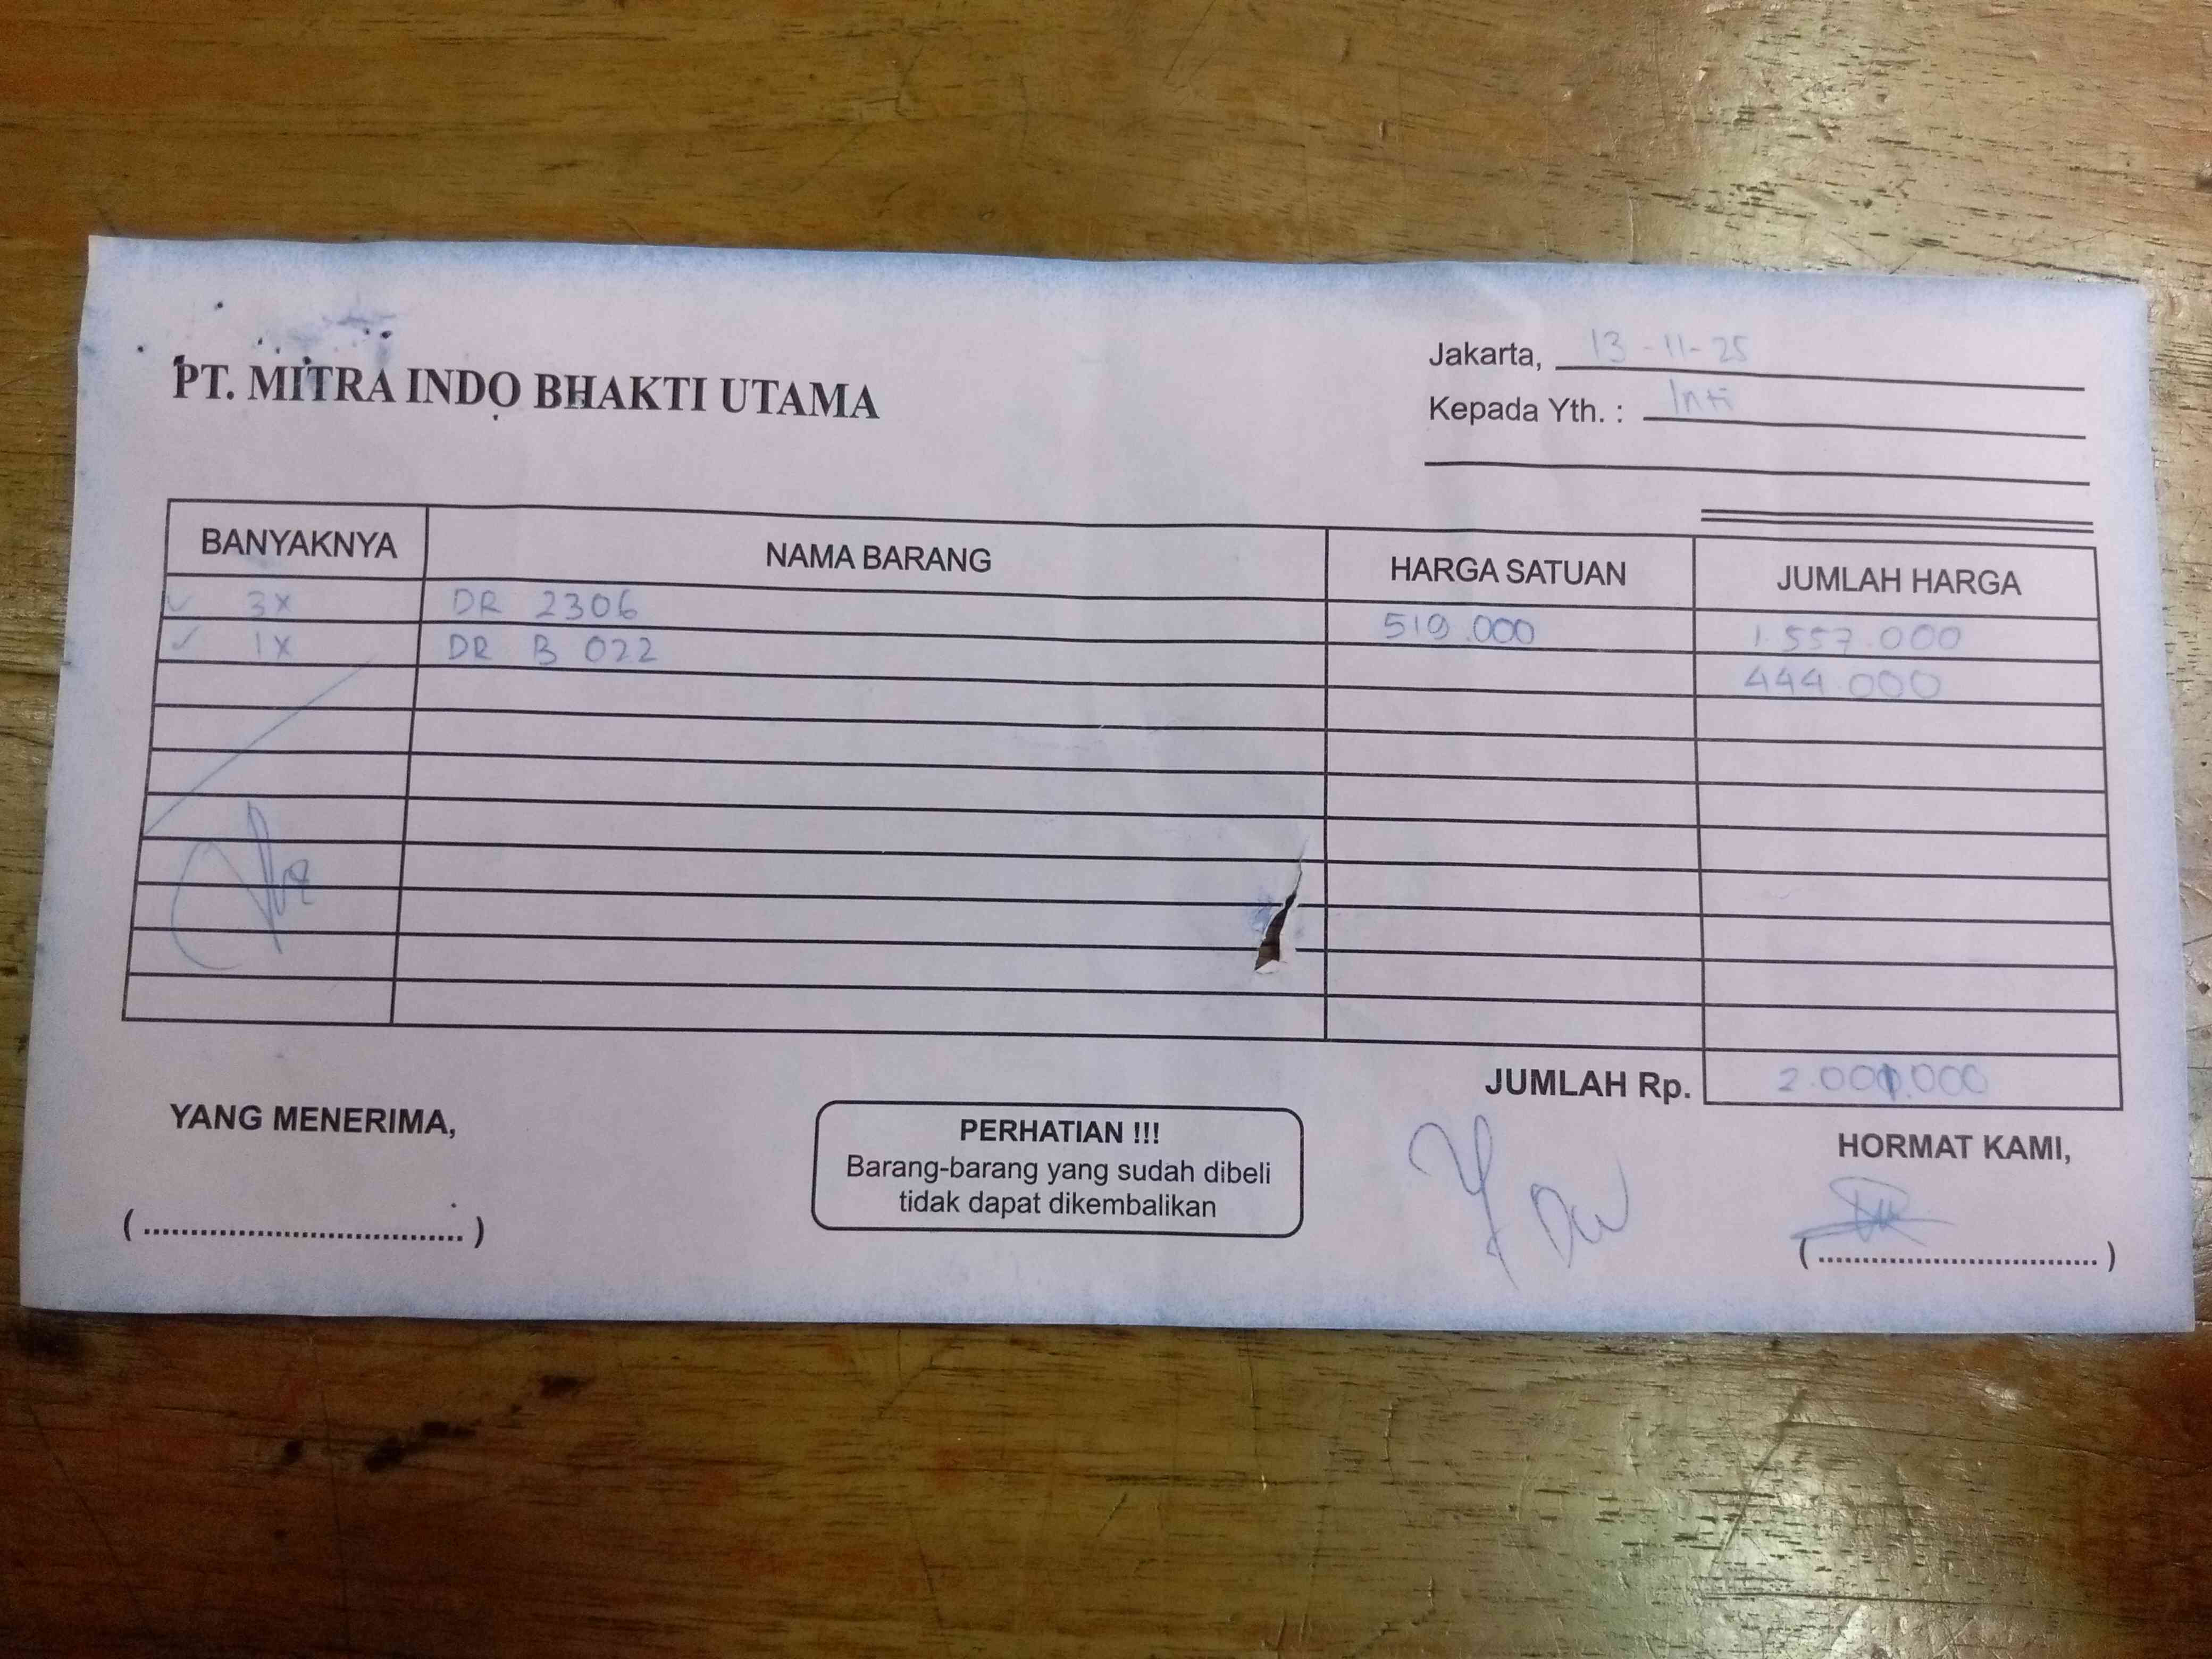 PT. MITRA INDO BHAKTI UTAMA
Jakarta, 13-11-25
Kepada Yth. : Inti
BANYAKNYA NAMA BARANG HARGA SATUAN JUMLAH HARGA
3x DR 2306 519.000 1.557.000
1x DR B 022 444.000
JUMLAH Rp. 2.001.000
YANG MENERIMA,
PERHATIAN !!!
Barang-barang yang sudah dibeli
tidak dapat dikembalikan
HORMAT KAMI,